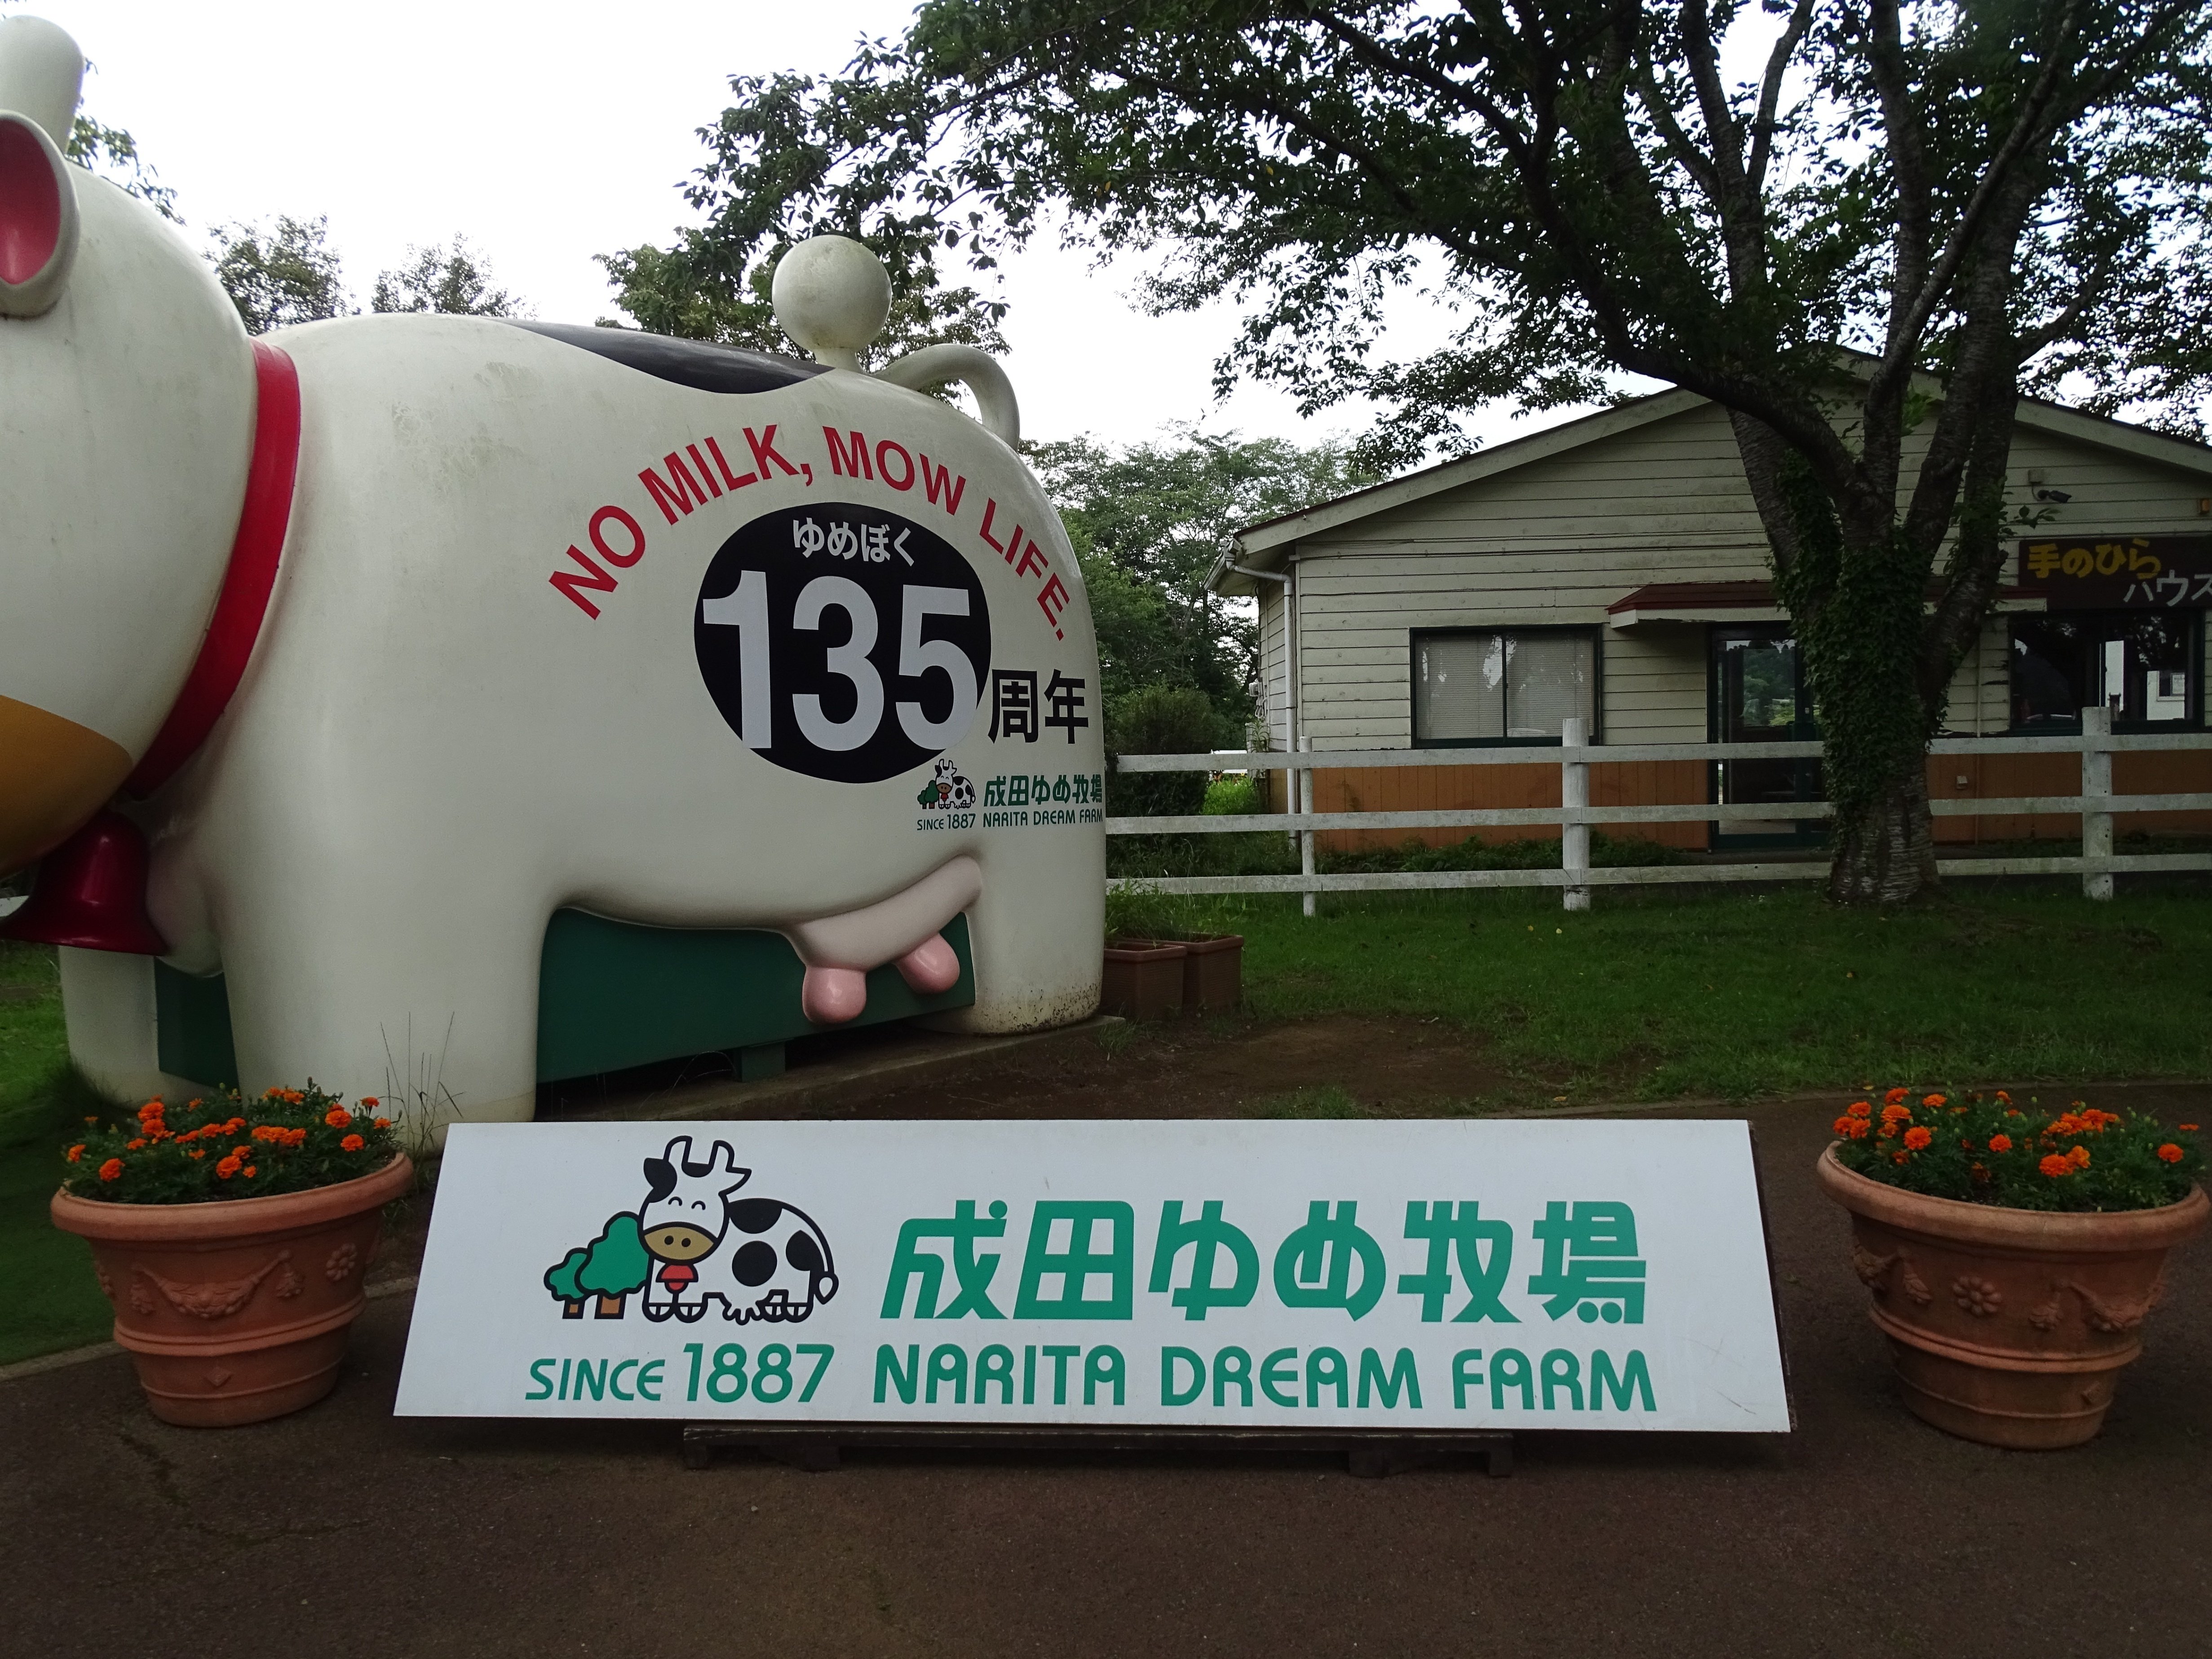 NO MILK, MOW LIFE.
ゆめぼく
135
周年
成田ゆめ牧場
SINCE 1887 NARITA DREAM FARM
手のひら
ハウス
成田ゆめ牧場
SINCE 1887 NARITA DREAM FARM